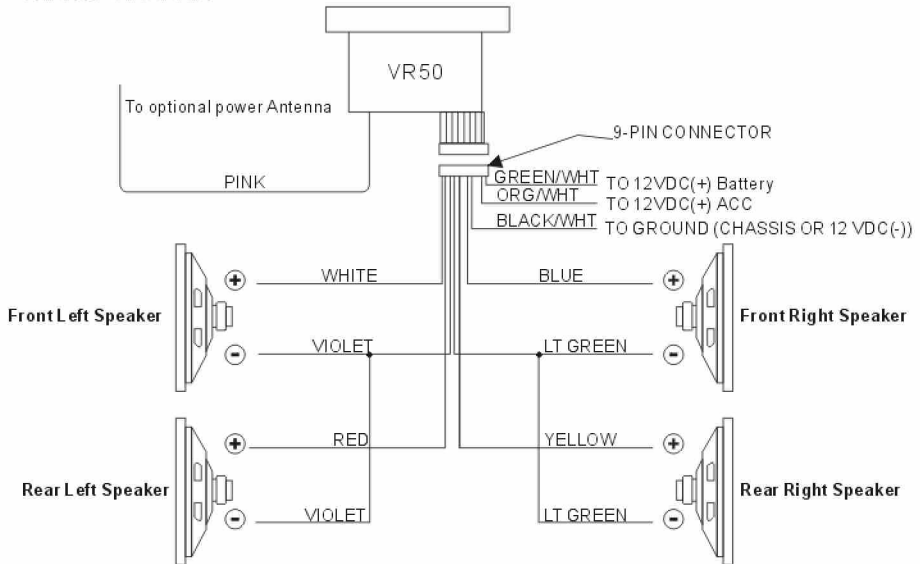 VR50
To optional power Antenna
9-PIN CONNECTOR
PINK
GREEN/WHT TO 12VDC(+) Battery
ORG/WHT TO 12VDC(+) ACC
BLACK/WHT TO GROUND (CHASSIS OR 12 VDC(-))
+ WHITE BLUE +
Front Left Speaker Front Right Speaker
- VIOLET LT GREEN -
+ RED YELLOW +
Rear Left Speaker Rear Right Speaker
- VIOLET LT GREEN -